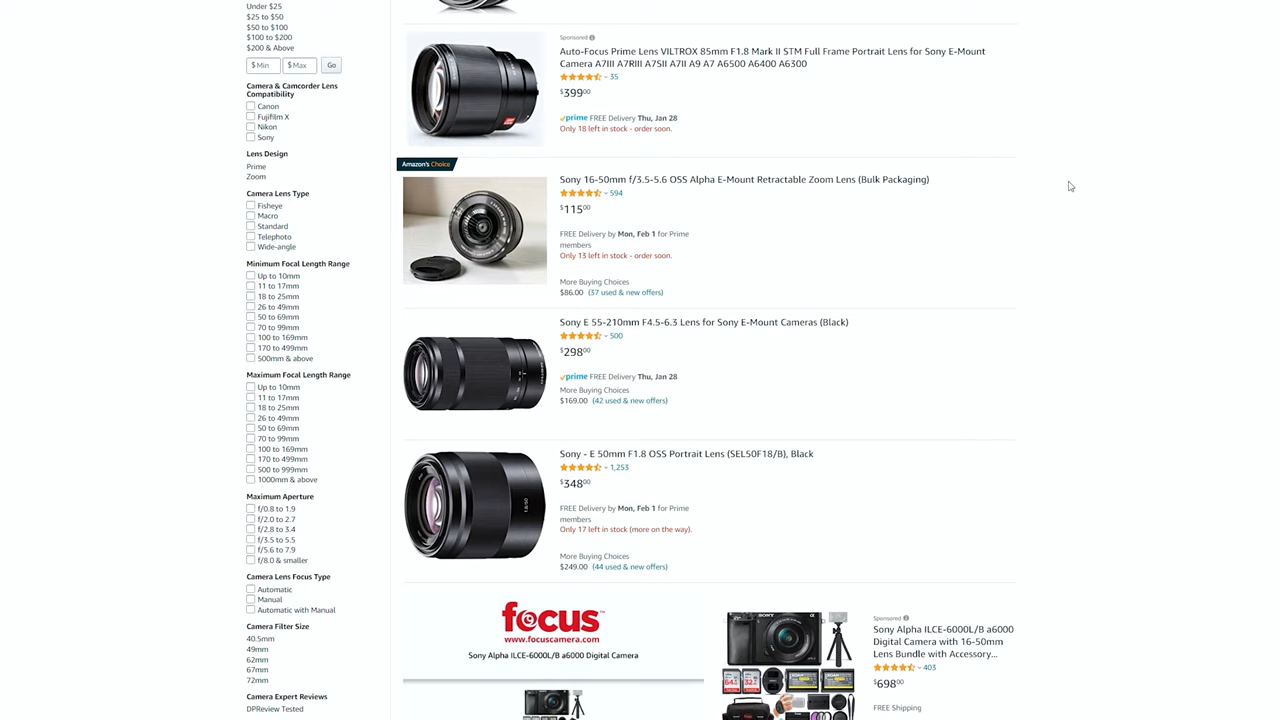 Under $25
$25 to $50
$50 to $100
$100 to $200
$200 & Above
$ Min $ Max Go
Camera & Camcorder Lens
Compatibility
Canon
Fujifilm X
Nikon
Sony
Lens Design
Prime
Zoom
Camera Lens Type
Fisheye
Macro
Standard
Telephoto
Wide-angle
Minimum Focal Length Range
Up to 10mm
11 to 17mm
18 to 25mm
26 to 49mm
50 to 69mm
70 to 99mm
100 to 169mm
170 to 499mm
500mm & above
Maximum Focal Length Range
Up to 10mm
11 to 17mm
18 to 25mm
26 to 49mm
50 to 69mm
70 to 99mm
100 to 169mm
170 to 499mm
500 to 999mm
1000mm & above
Maximum Aperture
f/0.8 to 1.9
f/2.0 to 2.7
f/2.8 to 3.4
f/3.5 to 5.5
f/5.6 to 7.9
f/8.0 & smaller
Camera Lens Focus Type
Automatic
Manual
Automatic with Manual
Camera Filter Size
40.5mm
49mm
62mm
67mm
72mm
Camera Expert Reviews
DPReview Tested
Sponsored
Auto-Focus Prime Lens VILTROX 85mm F1.8 Mark II STM Full Frame Portrait Lens for Sony E-Mount
Camera A7III A7RIII A7SII A7II A9 A7 A6500 A6400 A6300
35
$39900
prime FREE Delivery Thu, Jan 28
Only 18 left in stock - order soon.
Amazon's Choice
Sony 16-50mm f/3.5-5.6 OSS Alpha E-Mount Retractable Zoom Lens (Bulk Packaging)
594
$11500
FREE Delivery by Mon, Feb 1 for Prime
members
Only 13 left in stock - order soon.
More Buying Choices
$86.00 (37 used & new offers)
Sony E 55-210mm F4.5-6.3 Lens for Sony E-Mount Cameras (Black)
500
$29800
prime FREE Delivery Thu, Jan 28
More Buying Choices
$169.00 (42 used & new offers)
Sony - E 50mm F1.8 OSS Portrait Lens (SEL50F18/B), Black
1,253
$34800
FREE Delivery by Mon, Feb 1 for Prime
members
Only 17 left in stock (more on the way).
More Buying Choices
$249.00 (44 used & new offers)
focus
www.focuscamera.com
Sony Alpha ILCE-6000L/B a6000 Digital Camera
SONY
Sponsored
Sony Alpha ILCE-6000L/B a6000
Digital Camera with 16-50mm
Lens Bundle with Accessory...
403
$69800
FREE Shipping